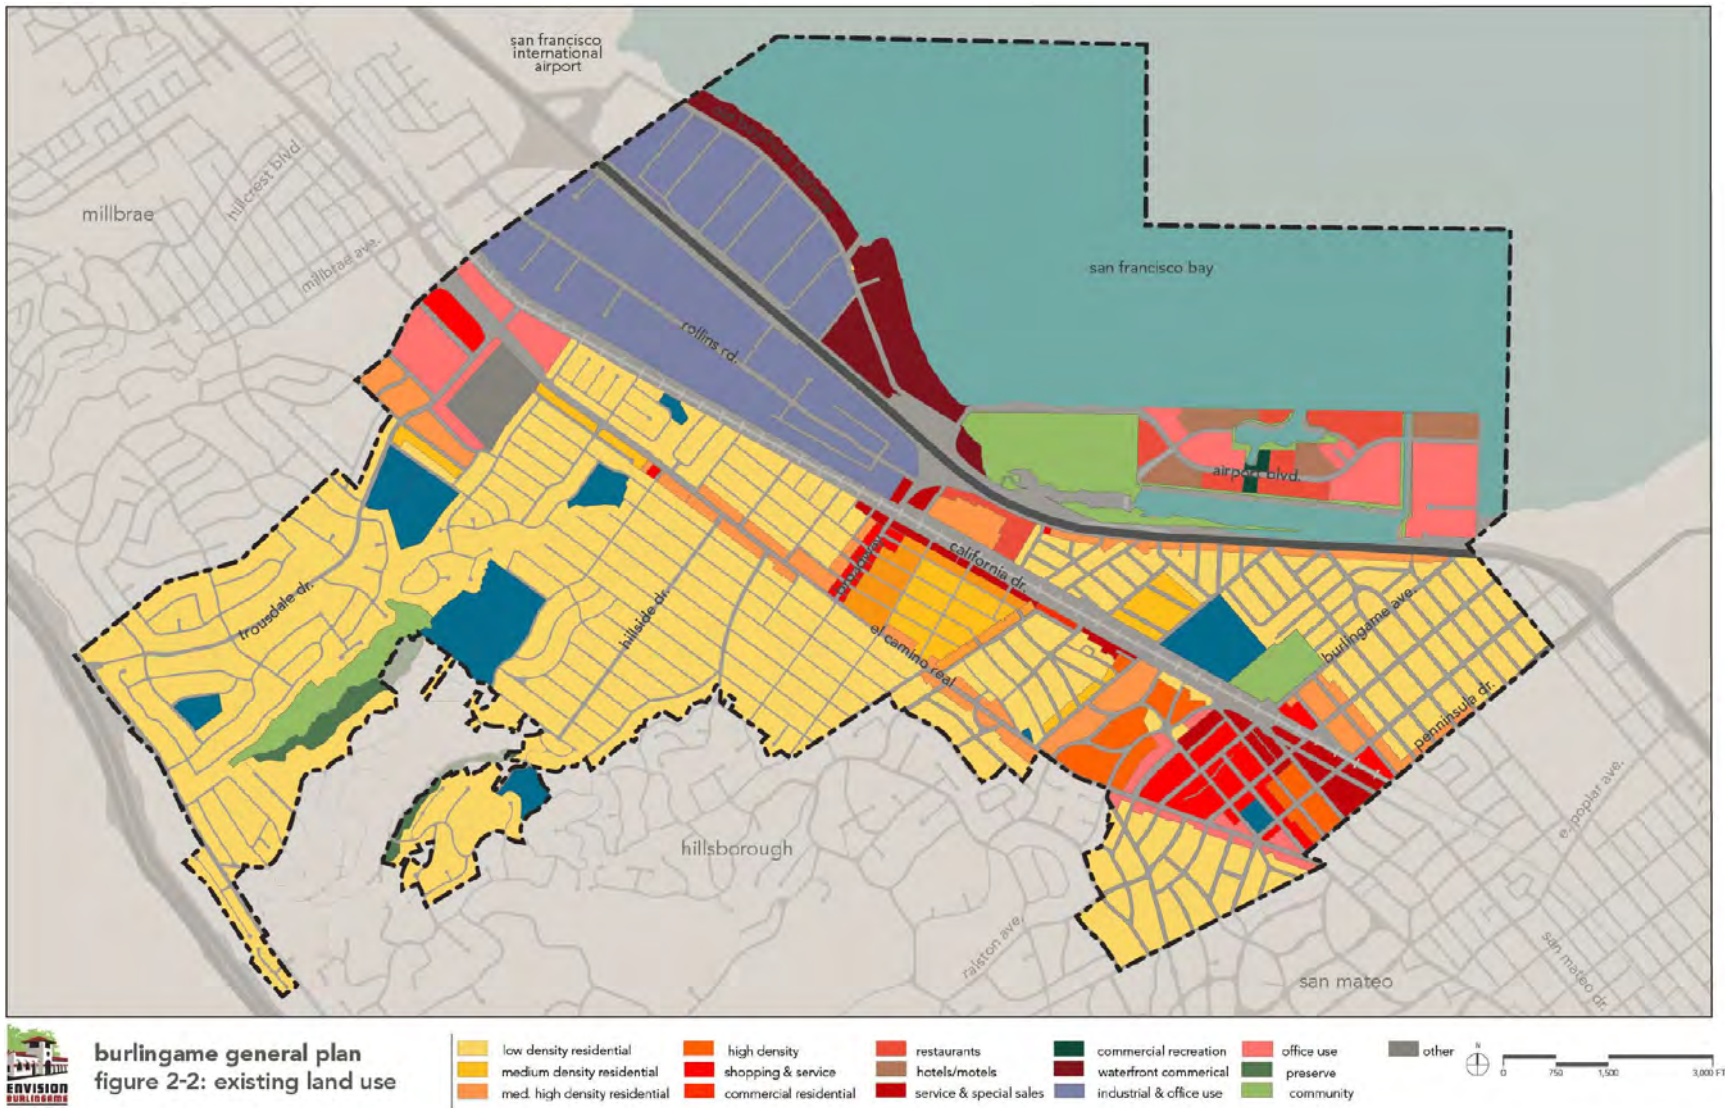 san francisco
international
airport
millbrae
hillcrest blvd
millbrae ave.
san francisco bay
rollins rd.
airport blvd.
california dr.
broadway
trousdale dr.
hillside dr.
el camino real
burlingame ave.
penninsula dr.
hillsborough
e. poplar ave.
ralston ave.
san mateo
san mateo dr.
ENVISION
BURLINGAME
burlingame general plan
figure 2-2: existing land use
low density residential
medium density residential
med. high density residential
high density
shopping & service
commercial residential
restaurants
hotels/motels
service & special sales
commercial recreation
waterfront commerical
industrial & office use
office use
preserve
community
other
N
0 750 1,500 3,000 FT